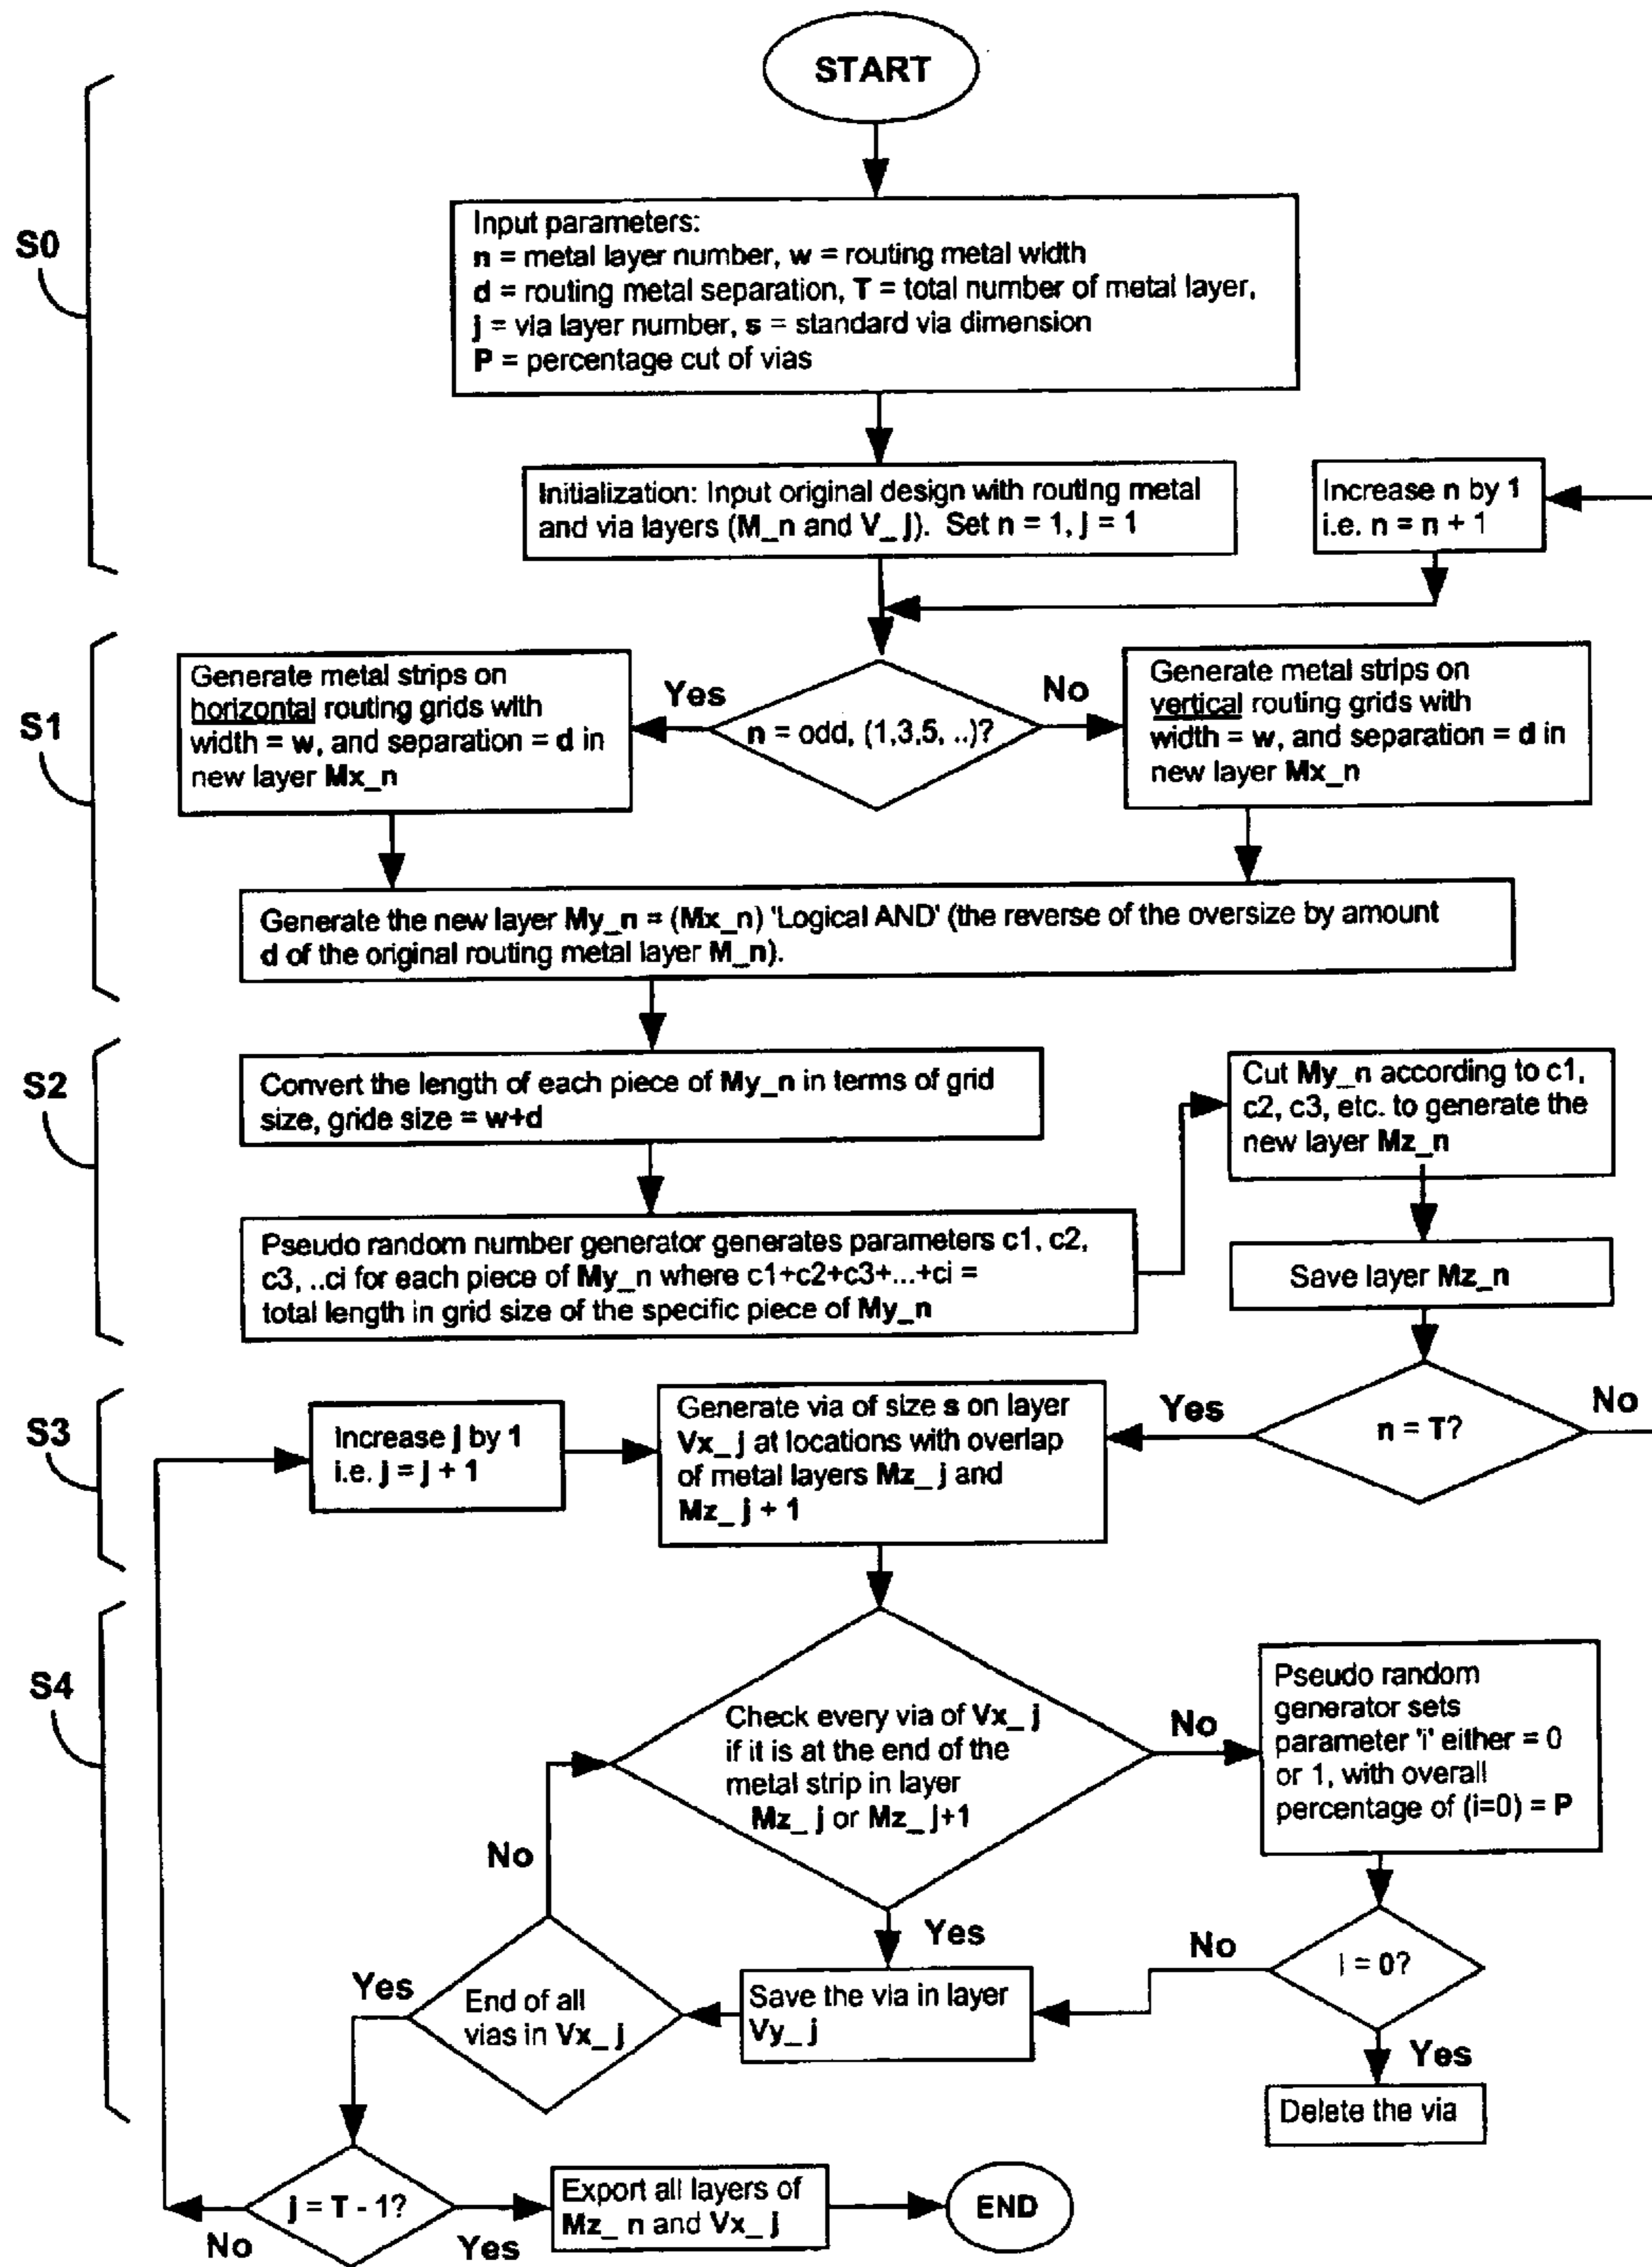 START
S0
Input parameters:
n = metal layer number, w = routing metal width
d = routing metal separation, T = total number of metal layer,
j = via layer number, s = standard via dimension
P = percentage cut of vias
Initialization: Input original design with routing metal
and via layers (M_n and V_j). Set n = 1, j = 1
Increase n by 1
i.e. n = n + 1
S1
Generate metal strips on
horizontal routing grids with
width = w, and separation = d in
new layer Mx_n
Yes
n = odd, (1,3,5, ..)?
No
Generate metal strips on
vertical routing grids with
width = w, and separation = d in
new layer Mx_n
Generate the new layer My_n = (Mx_n) 'Logical AND' (the reverse of the oversize by amount
d of the original routing metal layer M_n).
S2
Convert the length of each piece of My_n in terms of grid
size, gride size = w+d
Cut My_n according to c1,
c2, c3, etc. to generate the
new layer Mz_n
Pseudo random number generator generates parameters c1, c2,
c3, ..ci for each piece of My_n where c1+c2+c3+...+ci =
total length in grid size of the specific piece of My_n
Save layer Mz_n
S3
Increase j by 1
i.e. j = j + 1
Generate via of size s on layer
Vx_j at locations with overlap
of metal layers Mz_j and
Mz_j + 1
Yes
n = T?
No
S4
Check every via of Vx_j
if it is at the end of the
metal strip in layer
Mz_j or Mz_j+1
No
Pseudo random
generator sets
parameter 'i' either = 0
or 1, with overall
percentage of (i=0) = P
No
Yes
No
i = 0?
Yes
End of all
vias in Vx_j
Save the via in layer
Vy_j
Yes
Delete the via
j = T - 1?
No
Yes
Export all layers of
Mz_n and Vx_j
END